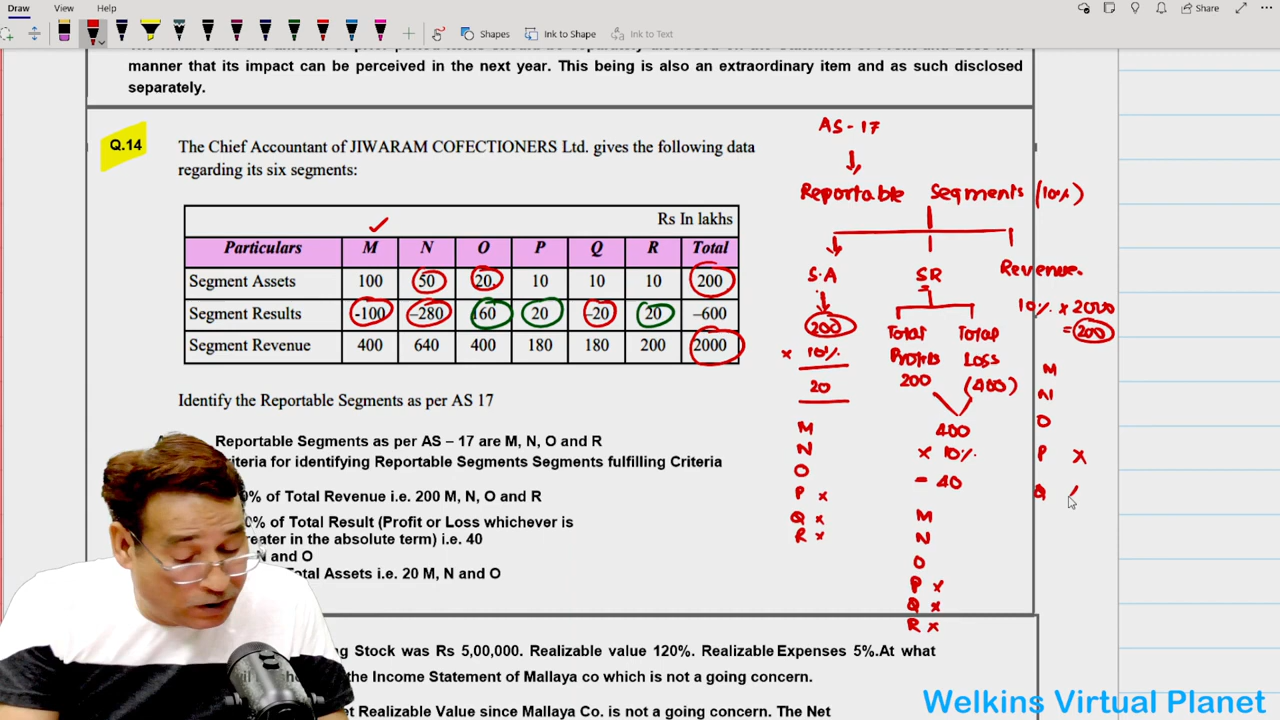 Draw View Help
Share
Shapes Ink to Shape Ink to Text
manner that its impact can be perceived in the next year. This being is also an extraordinary item and as such disclosed
separately.
Q.14
The Chief Accountant of JIWARAM COFECTIONERS Ltd. gives the following data
regarding its six segments:
Rs In lakhs
Particulars M N O P Q R Total
Segment Assets 100 50 20 10 10 10 200
Segment Results -100 –280 160 20 –20 20 –600
Segment Revenue 400 640 400 180 180 200 2000
Identify the Reportable Segments as per AS 17
Reportable Segments as per AS – 17 are M, N, O and R
criteria for identifying Reportable Segments Segments fulfilling Criteria
0% of Total Revenue i.e. 200 M, N, O and R
0% of Total Result (Profit or Loss whichever is
reater in the absolute term) i.e. 40
N and O
Total Assets i.e. 20 M, N and O
AS-17
Reportable Segments (10%)
S.A SR Revenue.
200
x 10%
20
M
N
O
P x
Q x
R x
Total Total
Profits Loss
200 (400)
400
x 10%
= 40
M
N
O
P x
Q x
R x
10% x 2000
= 200
M
N
O
P x
Q
ng Stock was Rs 5,00,000. Realizable value 120%. Realizable Expenses 5%.At what
the Income Statement of Mallaya co which is not a going concern.
Realizable Value since Mallaya Co. is not a going concern. The Net
Welkins Virtual Planet